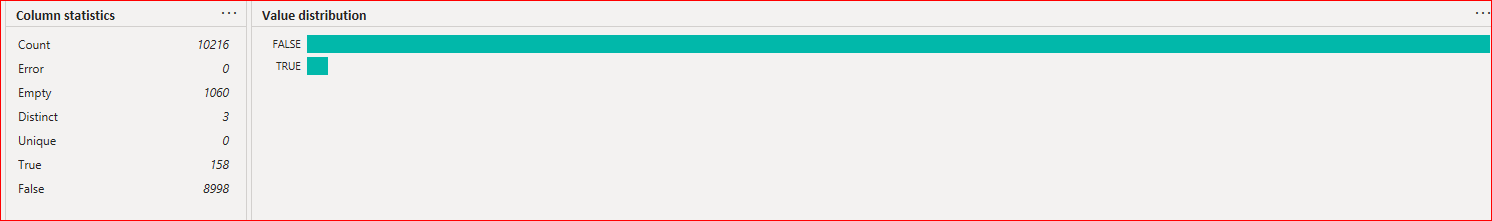 Column statistics ...
Count 10216
Error 0
Empty 1060
Distinct 3
Unique 0
True 158
False 8998
Value distribution ...
FALSE
TRUE